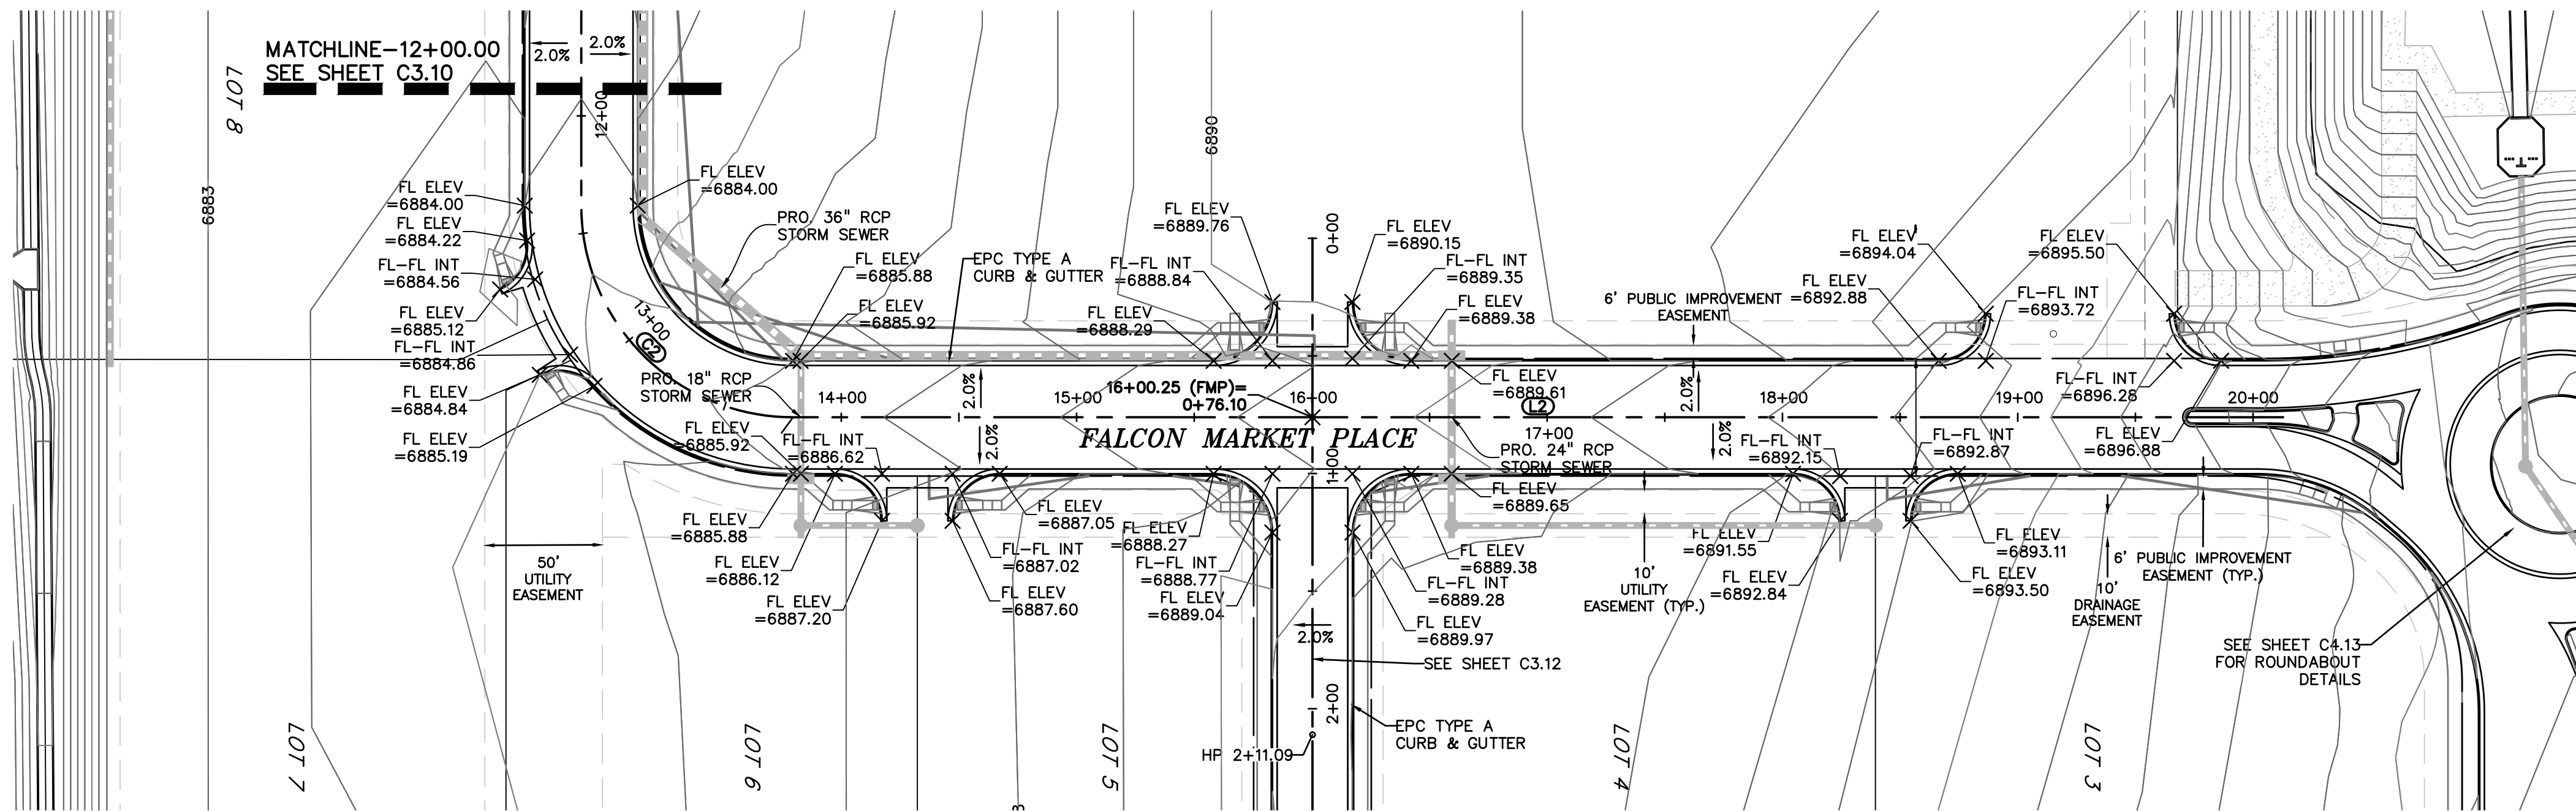 MATCHLINE-12+00.00
SEE SHEET C3.10
2.0%
2.0%
12+00
LOT 8
6883
6890
FL ELEV
=6884.00
FL ELEV
=6884.22
FL-FL INT
=6884.56
FL ELEV
=6885.12
FL-FL INT
=6884.86
FL ELEV
=6884.84
FL ELEV
=6885.19
FL ELEV
=6884.00
PRO. 36" RCP
STORM SEWER
FL ELEV
=6885.88
FL ELEV
=6885.92
EPC TYPE A
CURB & GUTTER
13+00
C2
PRO. 18" RCP
STORM SEWER
FL ELEV
=6889.76
FL-FL INT
=6888.84
FL ELEV
=6888.29
0+00
FL ELEV
=6890.15
FL-FL INT
=6889.35
FL ELEV
=6889.38
6' PUBLIC IMPROVEMENT
EASEMENT
FL ELEV
=6894.04
FL ELEV
=6892.88
FL ELEV
=6895.50
FL-FL INT
=6893.72
14+00
2.0%
15+00
16+00.25 (FMP)=
0+76.10
16+00
FL ELEV
=6889.61
L2
2.0%
18+00
19+00
FL-FL INT
=6896.28
20+00
FL ELEV
=6885.92
FL-FL INT
=6886.62
2.0%
FALCON MARKET PLACE
1+00
17+00
PRO. 24" RCP
STORM SEWER
2.0%
FL-FL INT
=6892.15
FL-FL INT
=6892.87
FL ELEV
=6896.88
FL ELEV
=6885.88
FL ELEV
=6886.12
FL ELEV
=6887.20
FL ELEV
=6887.05
FL-FL INT
=6887.02
FL ELEV
=6887.60
FL ELEV
=6888.27
FL-FL INT
=6888.77
FL ELEV
=6889.04
FL ELEV
=6889.65
FL ELEV
=6889.38
FL-FL INT
=6889.28
FL ELEV
=6889.97
FL ELEV
=6891.55
FL ELEV
=6892.84
FL ELEV
=6893.11
FL ELEV
=6893.50
50'
UTILITY
EASEMENT
10'
UTILITY
EASEMENT (TYP.)
10'
DRAINAGE
EASEMENT
6' PUBLIC IMPROVEMENT
EASEMENT (TYP.)
2.0%
SEE SHEET C3.12
SEE SHEET C4.13
FOR ROUNDABOUT
DETAILS
2+00
EPC TYPE A
CURB & GUTTER
HP 2+11.09
LOT 7
LOT 6
LOT 5
LOT 4
LOT 3